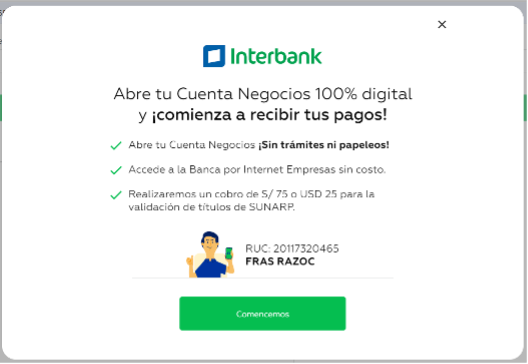 Interbank
Abre tu Cuenta Negocios 100% digital
y ¡comienza a recibir tus pagos!
Abre tu Cuenta Negocios ¡Sin trámites ni papeleos!
Accede a la Banca por Internet Empresas sin costo.
Realizaremos un cobro de S/ 75 o USD 25 para la
validación de títulos de SUNARP.
RUC: 20117320465
FRAS RAZOC
Comencemos